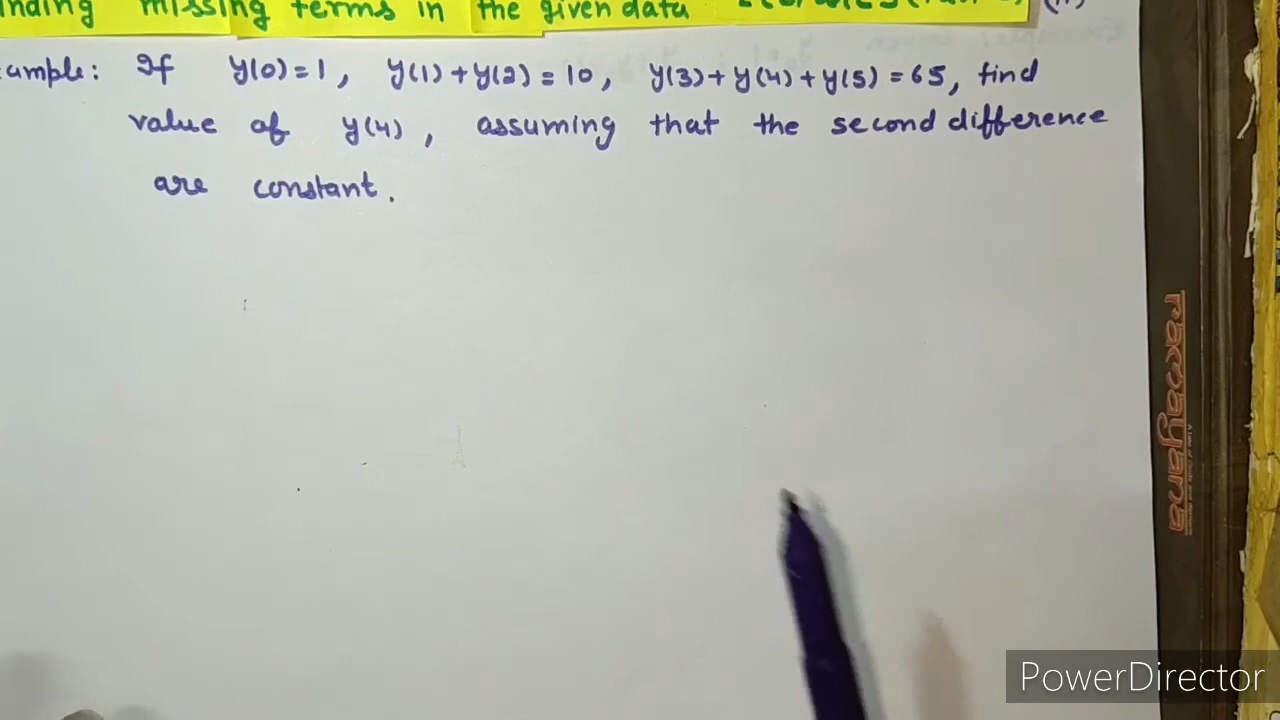 missing terms in the given data
If y(0)=1, y(1)+y(2)=10, y(3)+y(4)+y(5)=65, find
value of y(4), assuming that the second difference
are constant.
ramayana
PowerDirector